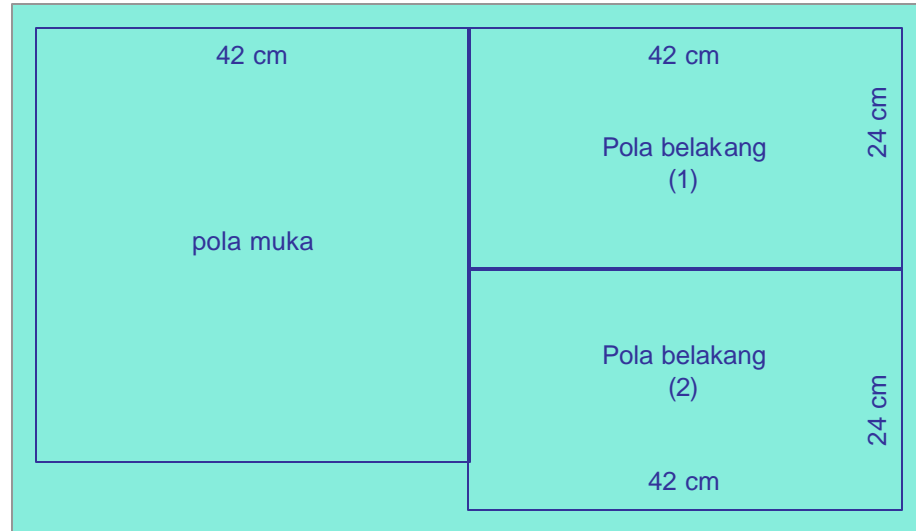 42 cm
pola muka
42 cm
24 cm
Pola belakang
(1)
Pola belakang
(2)
24 cm
42 cm